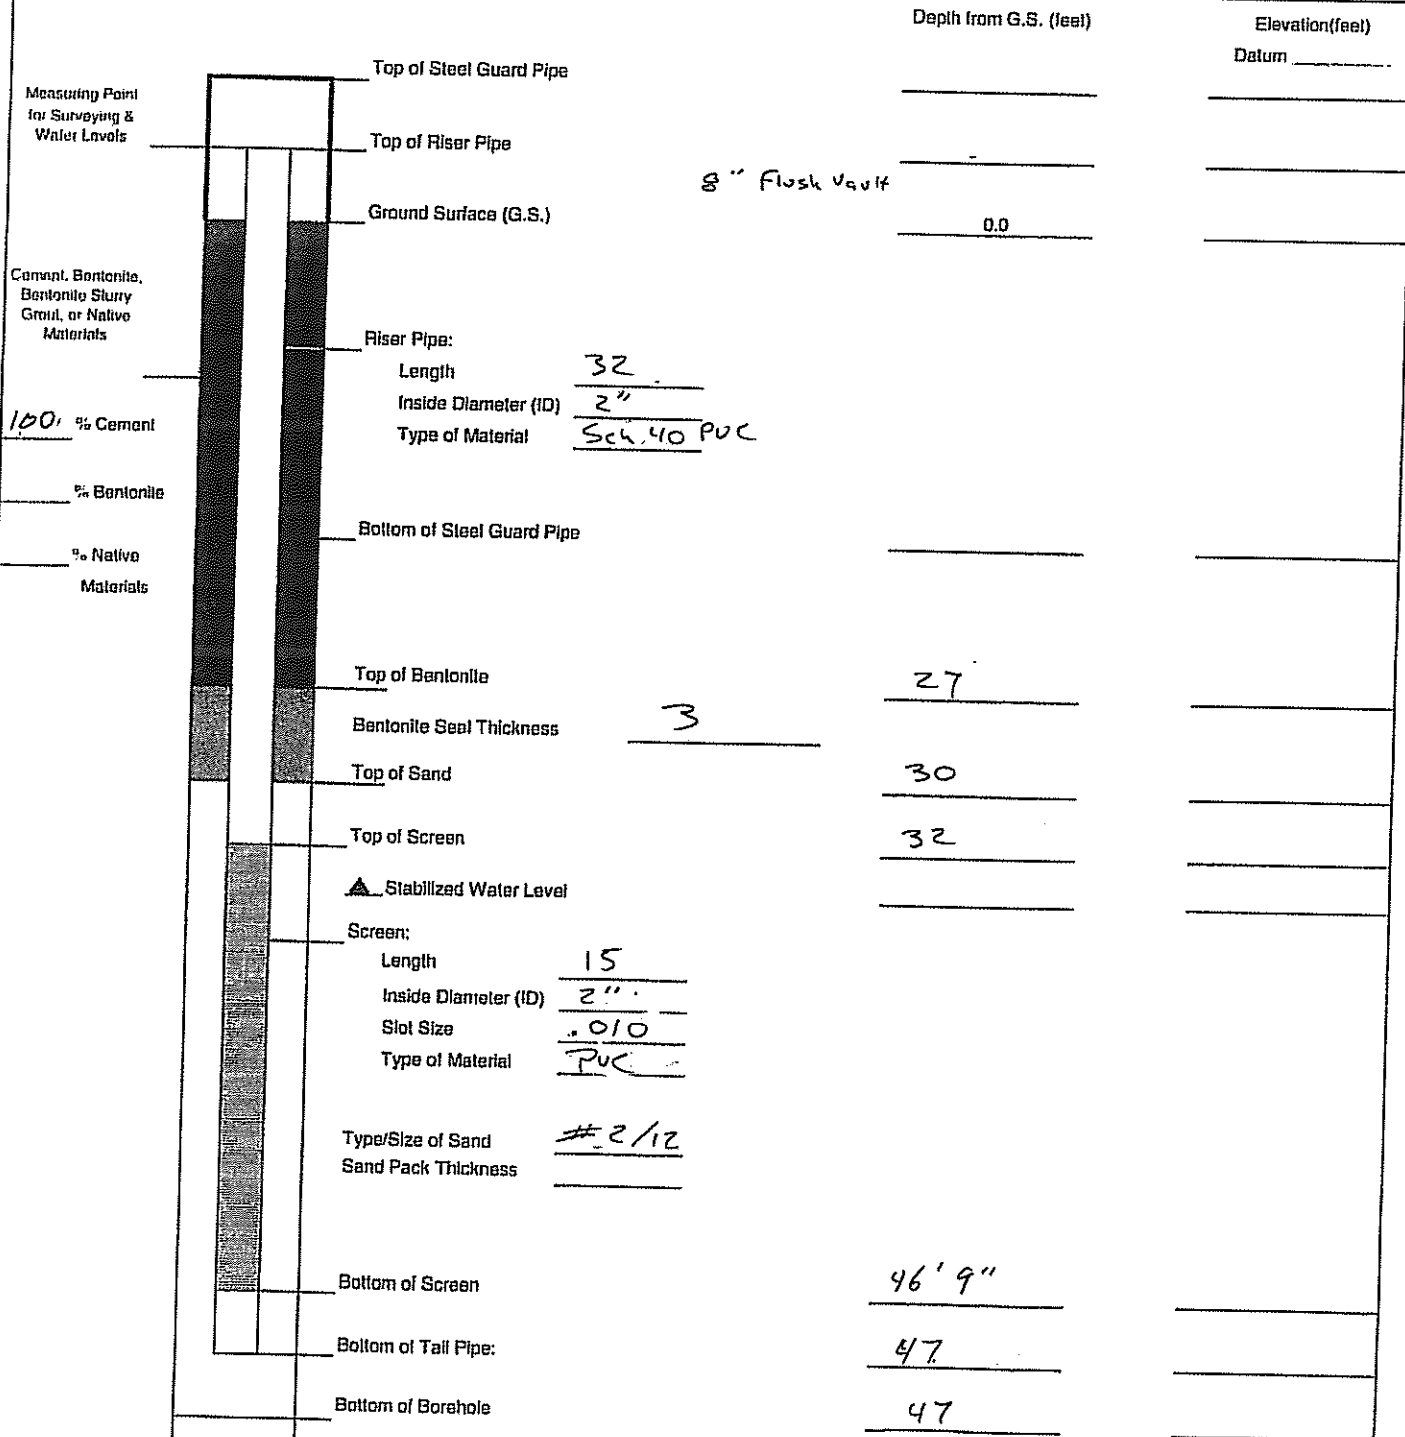 Depth from G.S. (feet)
Elevation(feet)
Datum
Top of Steel Guard Pipe
Measuring Point
for Surveying &
Water Levels
Top of Riser Pipe
-
8" Flush Vault
Ground Surface (G.S.)
0.0
Cement, Bentonite,
Bentonite Slurry
Grout, or Native
Materials
Riser Pipe:
Length 32
Inside Diameter (ID) 2"
Type of Material Sch. 40 PVC
100 % Cement
% Bentonite
Bottom of Steel Guard Pipe
% Native
Materials
Top of Bentonite 27
Bentonite Seal Thickness 3
Top of Sand 30
Top of Screen 32
Stabilized Water Level
Screen:
Length 15
Inside Diameter (ID) 2"
Slot Size .010
Type of Material PVC
Type/Size of Sand #2/12
Sand Pack Thickness
Bottom of Screen 46' 9"
Bottom of Tail Pipe: 47
Bottom of Borehole 47